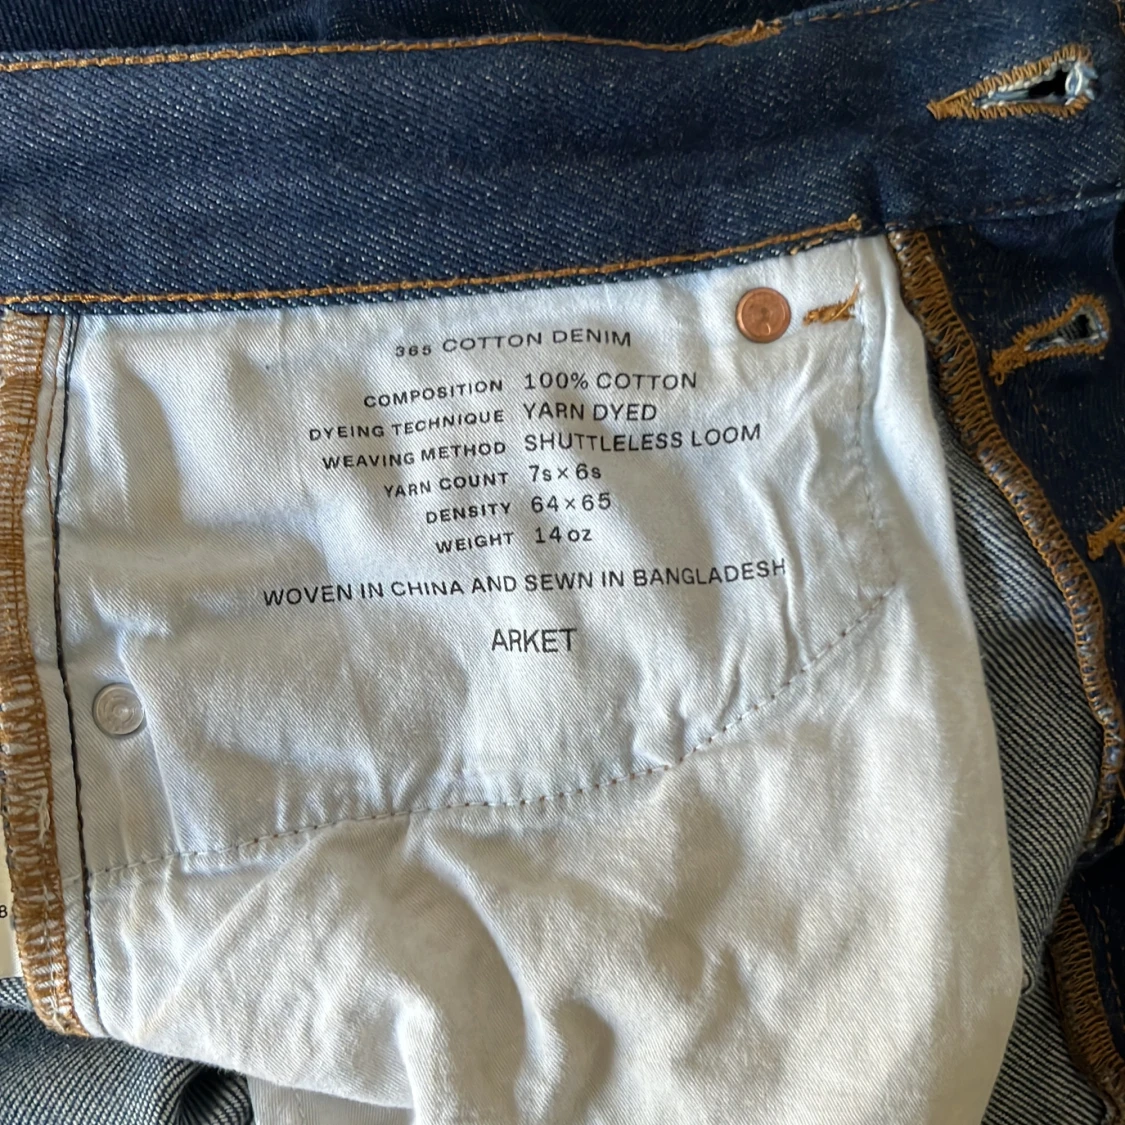 365 COTTON DENIM
COMPOSITION 100% COTTON
DYEING TECHNIQUE YARN DYED
WEAVING METHOD SHUTTLELESS LOOM
YARN COUNT 7s×6s
DENSITY 64×65
WEIGHT 14 oz
WOVEN IN CHINA AND SEWN IN BANGLADESH
ARKET
8